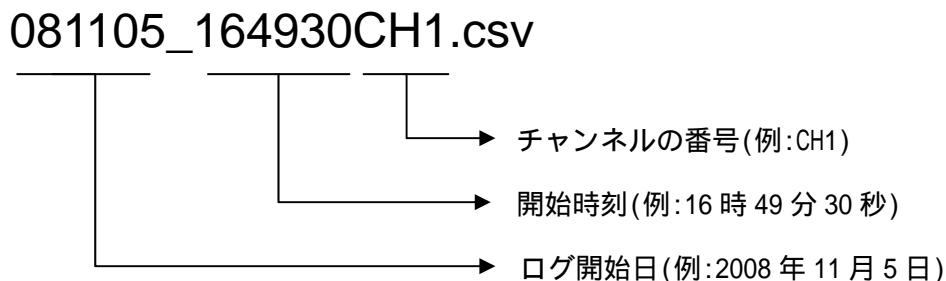 081105_164930CH1.csv
チャンネルの番号(例:CH1)
開始時刻(例:16 時 49 分 30 秒)
ログ開始日(例:2008 年 11 月 5 日)